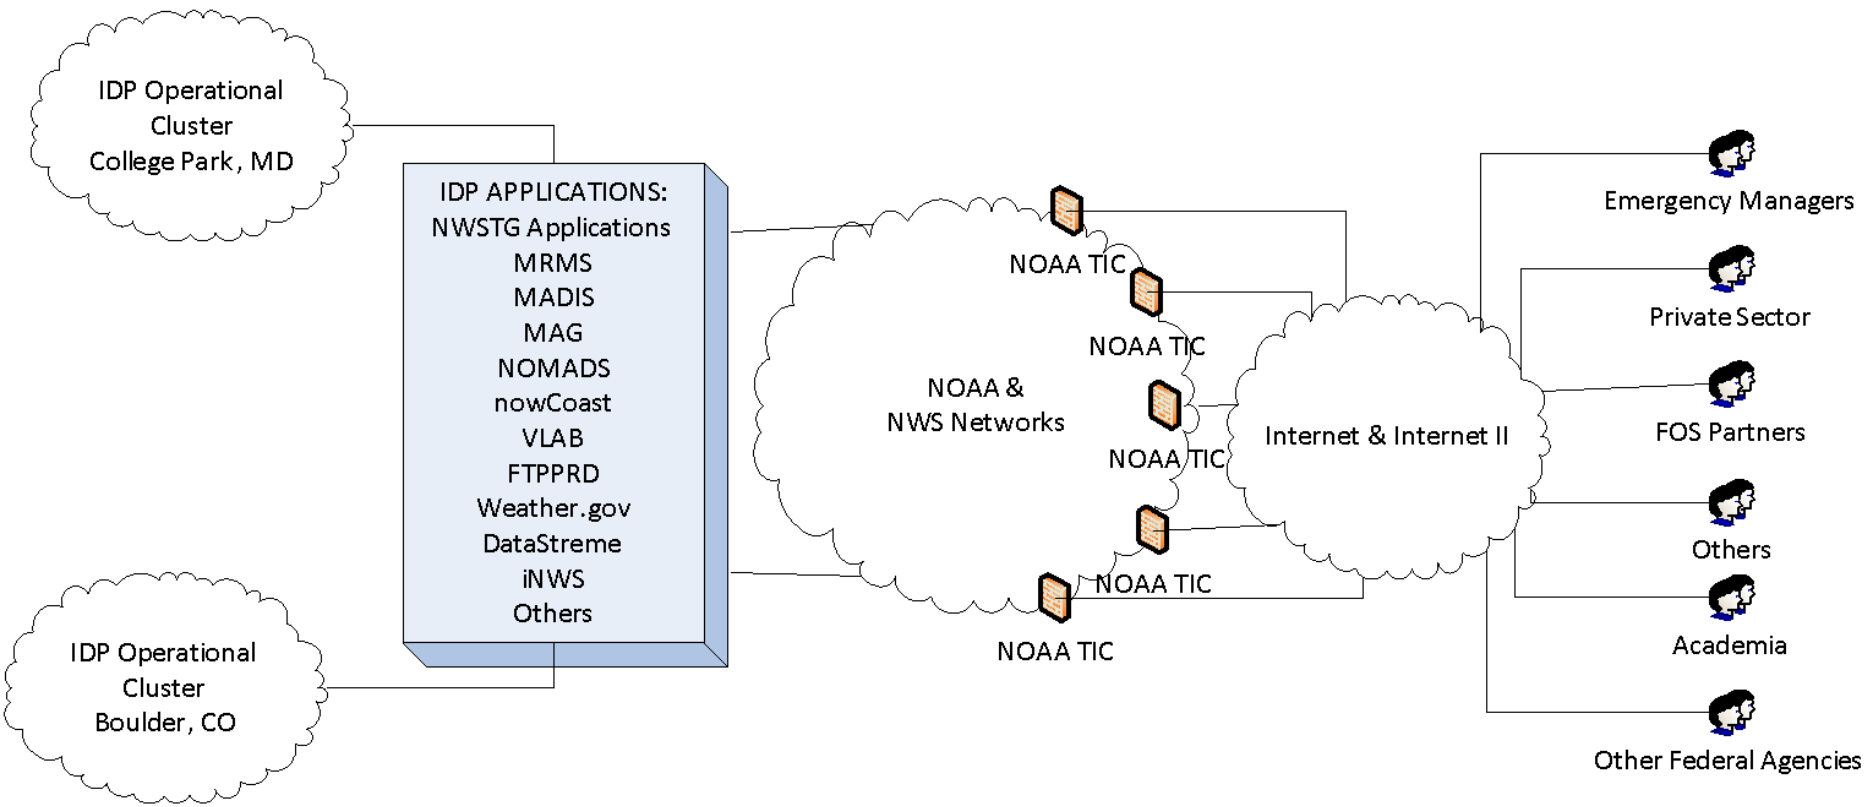 IDP Operational
Cluster
College Park, MD
IDP Operational
Cluster
Boulder, CO
IDP APPLICATIONS:
NWSTG Applications
MRMS
MADIS
MAG
NOMADS
nowCoast
VLAB
FTPPRD
Weather.gov
DataStreme
iNWS
Others
NOAA &
NWS Networks
NOAA TIC
NOAA TIC
NOAA TIC
NOAA TIC
NOAA TIC
Internet & Internet II
Emergency Managers
Private Sector
FOS Partners
Others
Academia
Other Federal Agencies